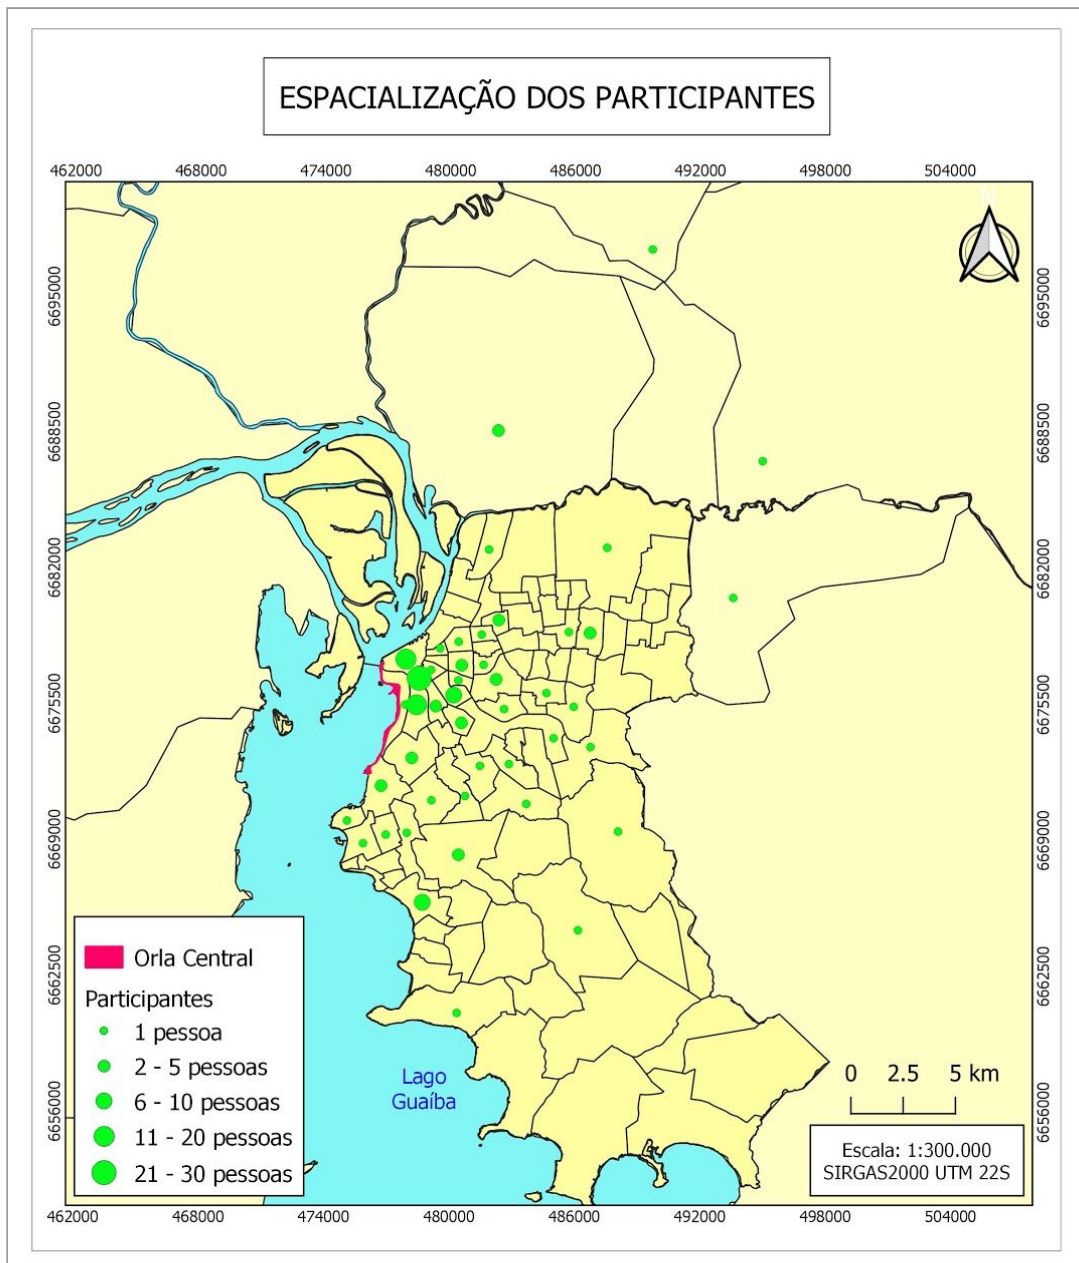 ESPACIALIZAÇÃO DOS PARTICIPANTES
462000 468000 474000 480000 486000 492000 498000 504000
N
6695000 6695000
6688500 6688500
6682000 6682000
6675500 6675500
6669000 6669000
6662500 6662500
6656000 6656000
Orla Central
Participantes
1 pessoa
2 - 5 pessoas
6 - 10 pessoas
11 - 20 pessoas
21 - 30 pessoas
Lago
Guaíba
0 2.5 5 km
Escala: 1:300.000
SIRGAS2000 UTM 22S
462000 468000 474000 480000 486000 492000 498000 504000